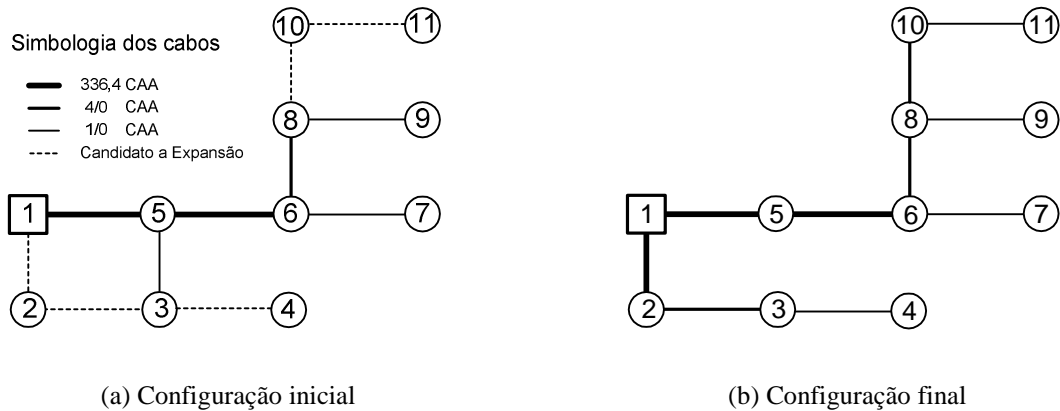 Simbologia dos cabos
336,4 CAA
4/0 CAA
1/0 CAA
Candidato a Expansão
10 11
8 9
1 5 6 7
2 3 4
(a) Configuração inicial
10 11
8 9
1 5 6 7
2 3 4
(b) Configuração final